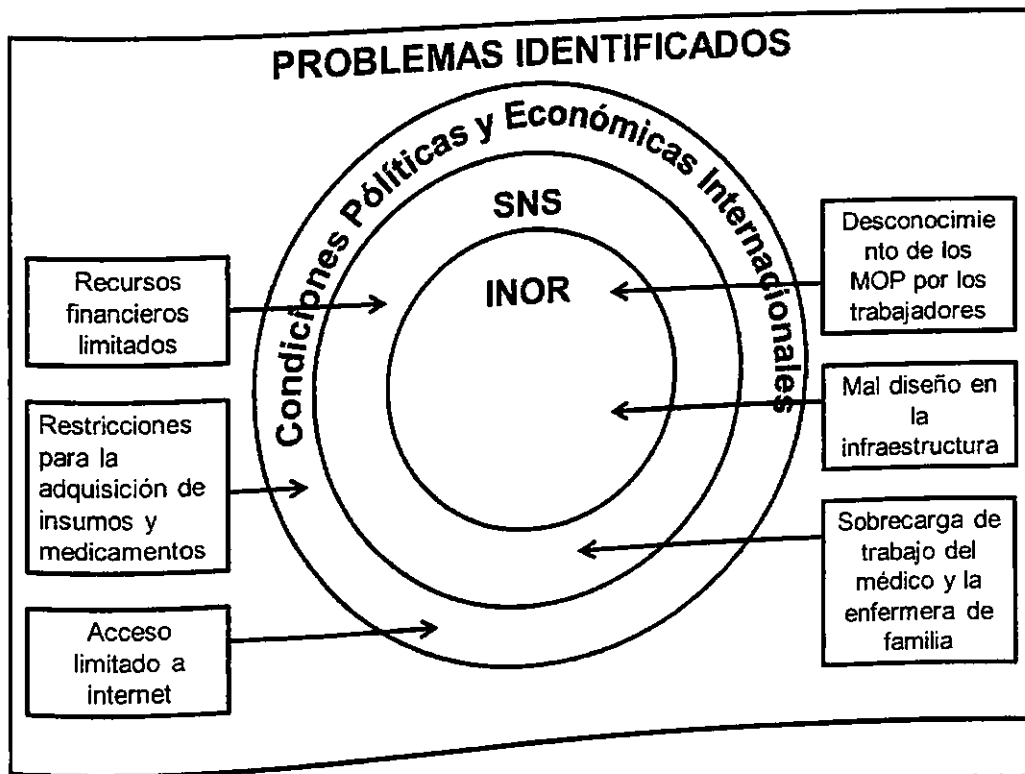 PROBLEMAS IDENTIFICADOS
Condiciones Pólíticas y Económicas Internacionales
SNS
INOR
Recursos
financieros
limitados
Restricciones
para la
adquisición de
insumos y
medicamentos
Acceso
limitado a
internet
Desconocimie
nto de los
MOP por los
trabajadores
Mal diseño en
la
infraestructura
Sobrecarga de
trabajo del
médico y la
enfermera de
familia